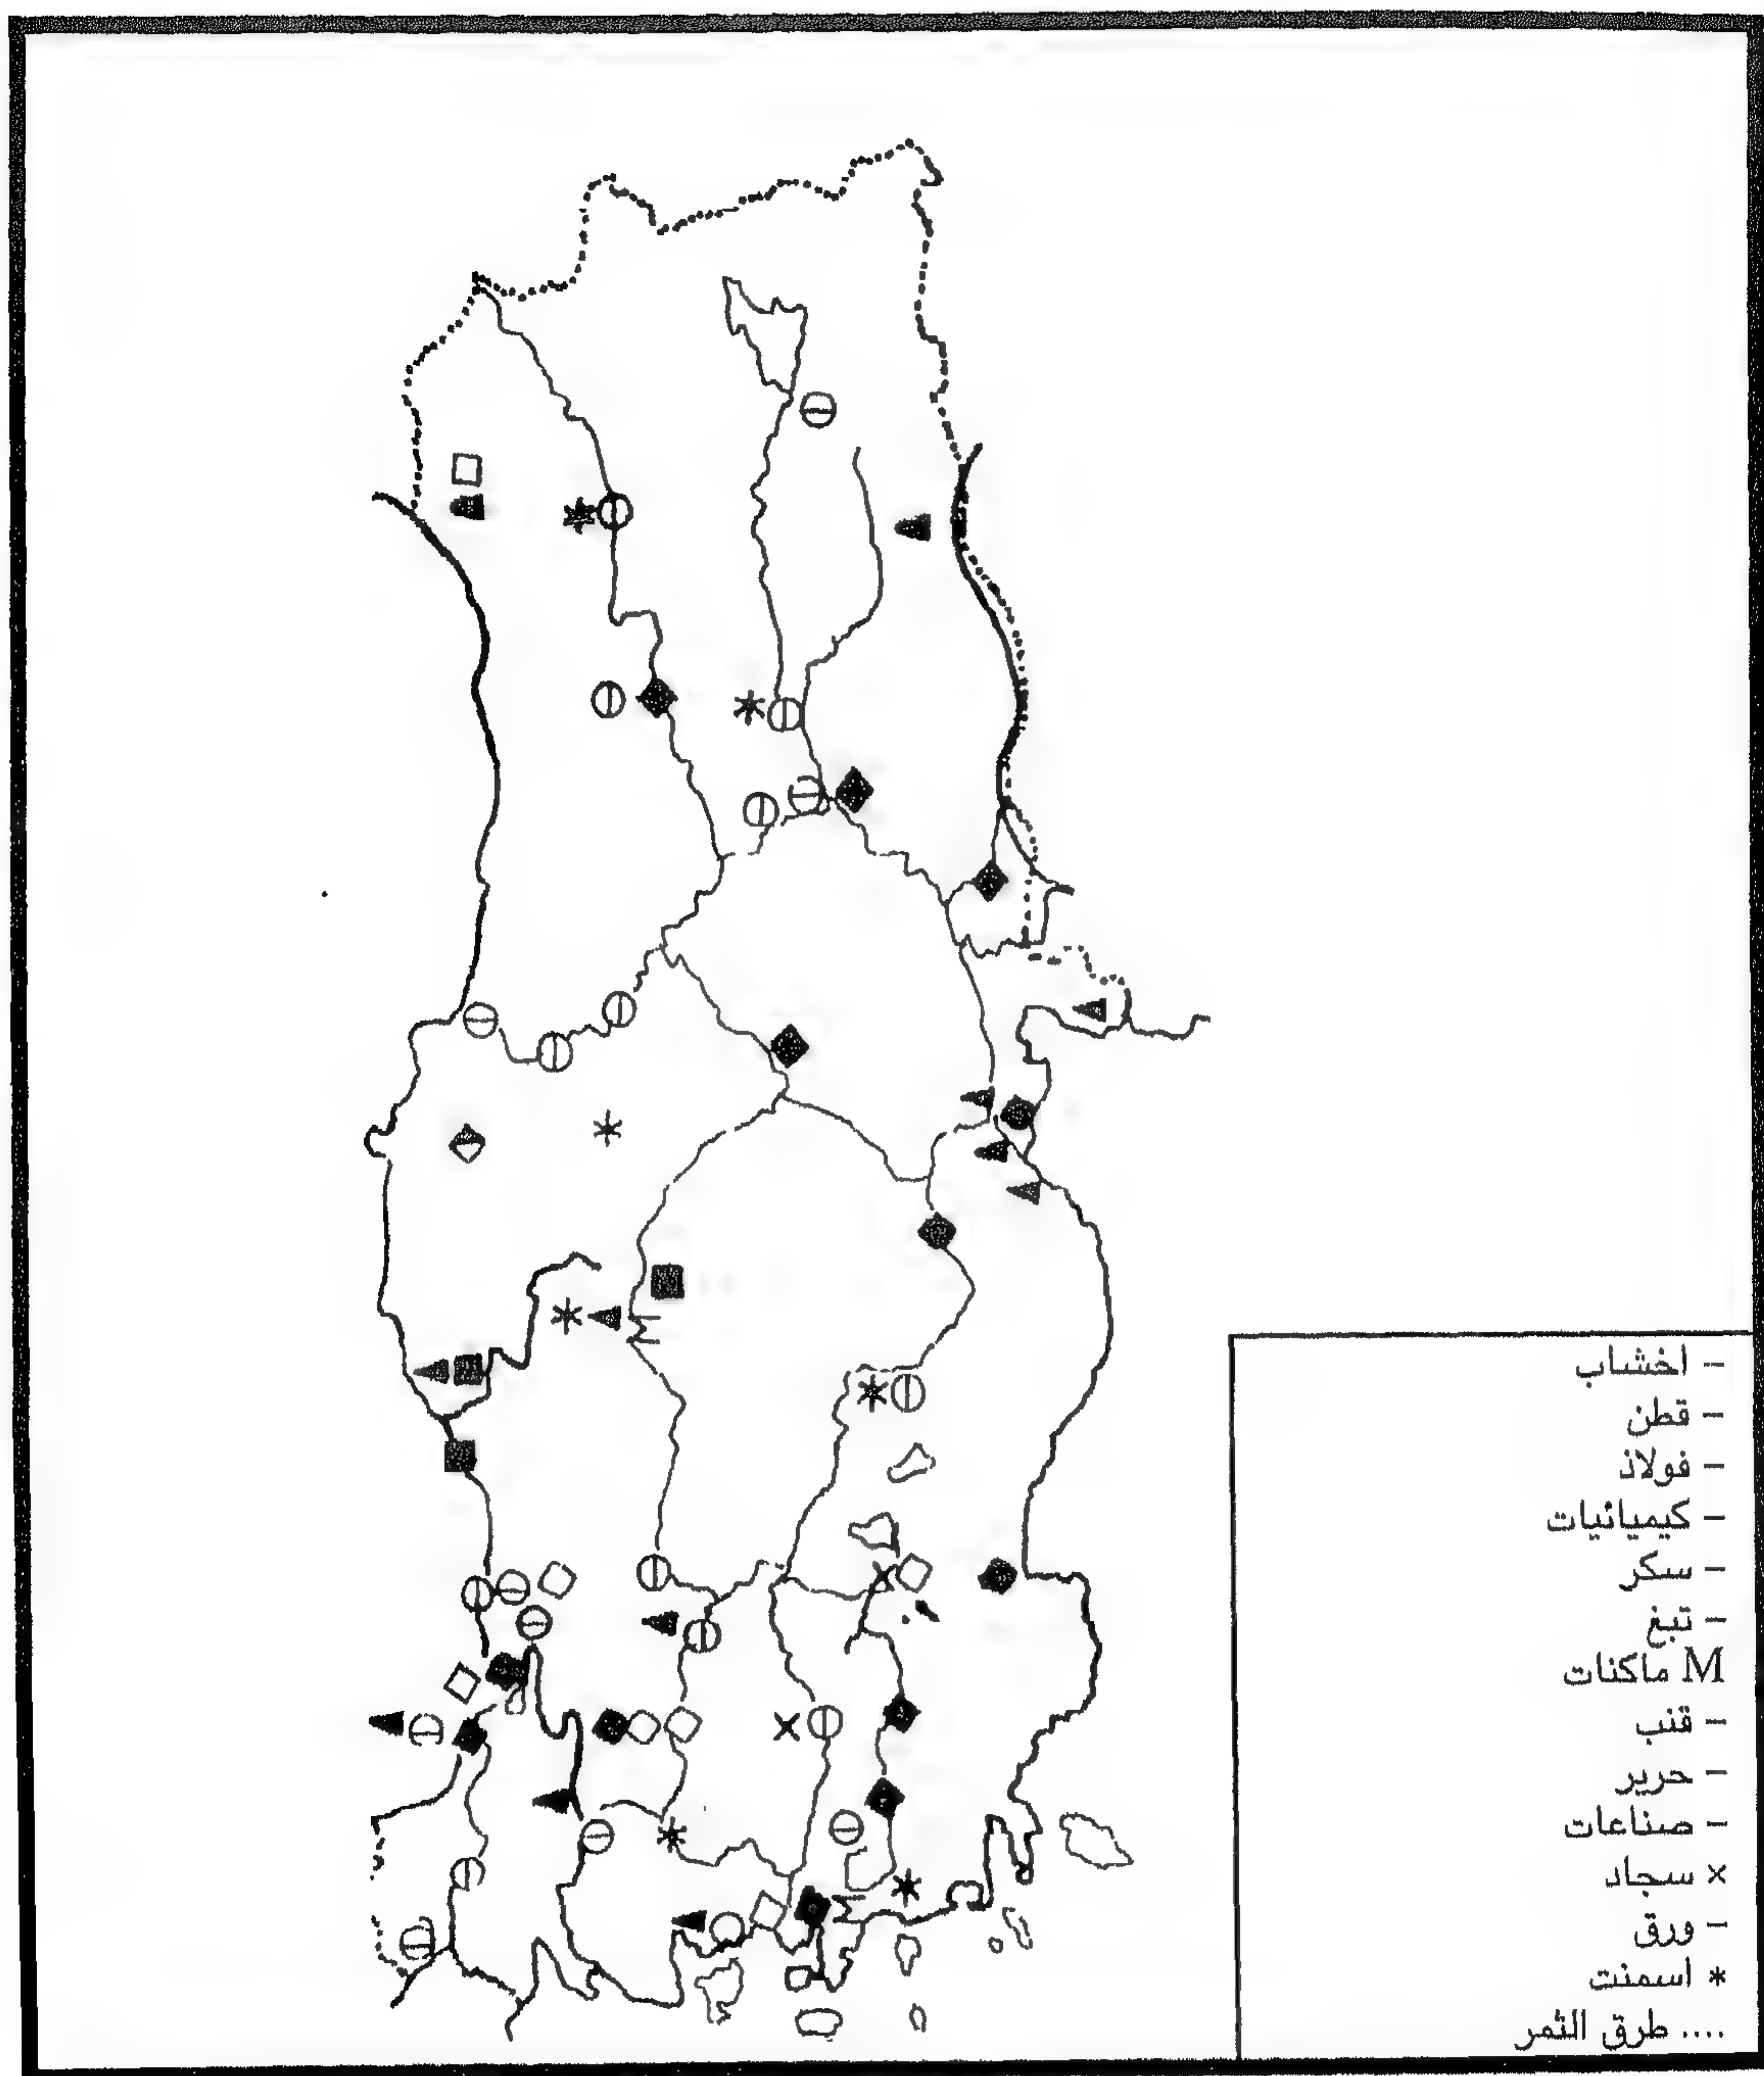 - اخشاب
- قطن
- فولاذ
- كيميائيات
- سكر
- تبغ
M ماكنات
- قنب
- حرير
- صناعات
× سجاد
- ورق
* اسمنت
.... طرق الثمر